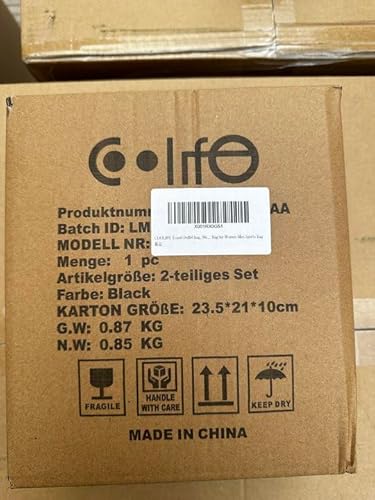 Coolife
Produktnumm AA
Batch ID: LM
MODELL NR:
Menge: 1 pc
Artikelgröße: 2-teiliges Set
Farbe: Black
KARTON GRÖßE: 23.5*21*10cm
G.W: 0.87 KG
N.W: 0.85 KG
FRAGILE
HANDLE
WITH CARE
KEEP DRY
MADE IN CHINA